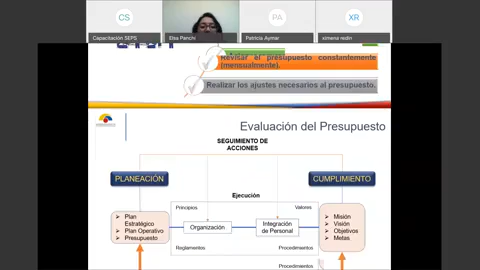 CS
PA
XR
Capacitación SEPS
Elsa Panchi
Patricia Aymar
ximena redin
Revisar el presupuesto constantemente
(mensualmente).
Realizar los ajustes necesarios al presupuesto.
Evaluación del Presupuesto
SEGUIMIENTO DE
ACCIONES
PLANEACIÓN
CUMPLIMIENTO
Ejecución
Principios
Valores
Plan
Estratégico
Plan Operativo
Presupuesto
Organización
Integración
de Personal
Misión
Visión
Objetivos
Metas
Reglamentos
Procedimientos
Procedimientos